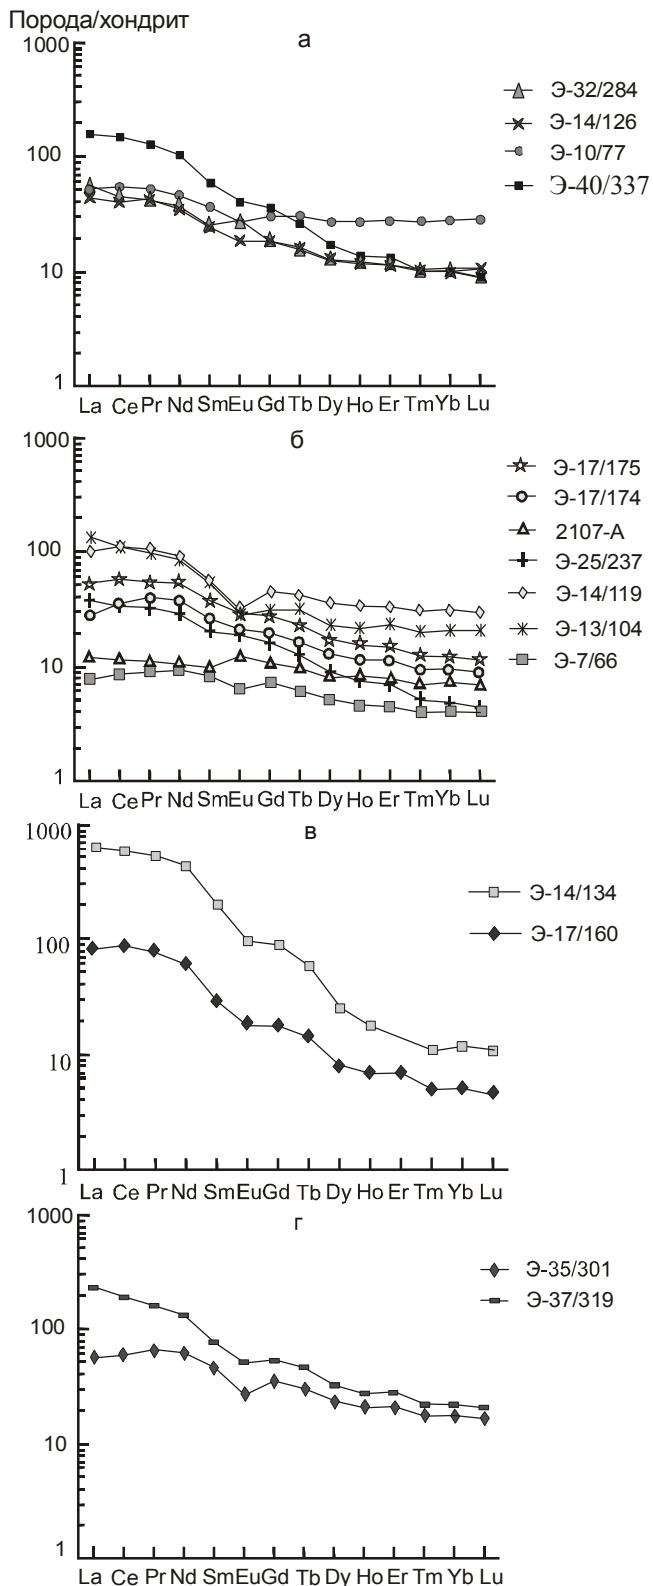 Порода/хондрит
а
1000
100
10
1
Э-32/284
Э-14/126
Э-10/77
Э-40/337
La Ce Pr Nd Sm Eu Gd Tb Dy Ho Er Tm Yb Lu
б
1000
100
10
1
Э-17/175
Э-17/174
2107-А
Э-25/237
Э-14/119
Э-13/104
Э-7/66
La Ce Pr Nd Sm Eu Gd Tb Dy Ho Er Tm Yb Lu
в
1000
100
10
1
Э-14/134
Э-17/160
La Ce Pr Nd Sm Eu Gd Tb Dy Ho Er Tm Yb Lu
г
1000
100
10
1
Э-35/301
Э-37/319
La Ce Pr Nd Sm Eu Gd Tb Dy Ho Er Tm Yb Lu